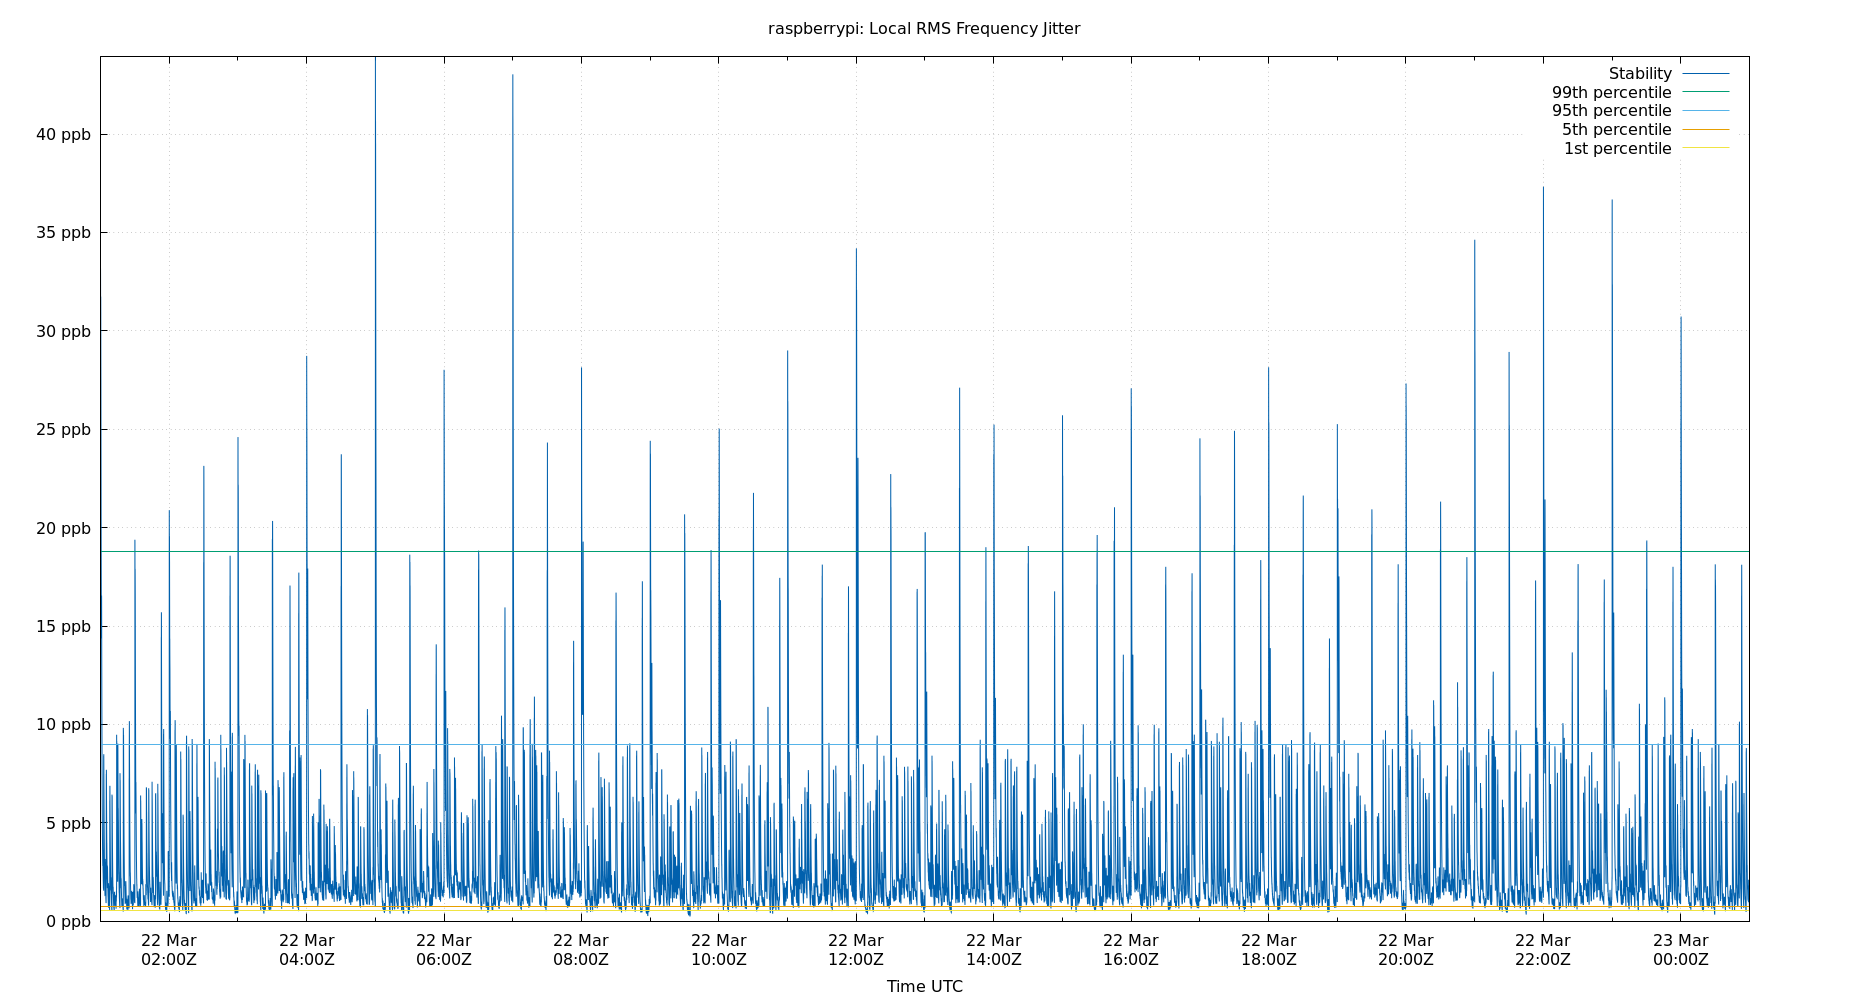 raspberrypi: Local RMS Frequency Jitter
Stability
99th percentile
95th percentile
5th percentile
1st percentile
40 ppb
35 ppb
30 ppb
25 ppb
20 ppb
15 ppb
10 ppb
5 ppb
0 ppb
22 Mar 22 Mar 22 Mar 22 Mar 22 Mar 22 Mar 22 Mar 22 Mar 22 Mar 22 Mar 22 Mar 23 Mar
02:00Z 04:00Z 06:00Z 08:00Z 10:00Z 12:00Z 14:00Z 16:00Z 18:00Z 20:00Z 22:00Z 00:00Z
Time UTC